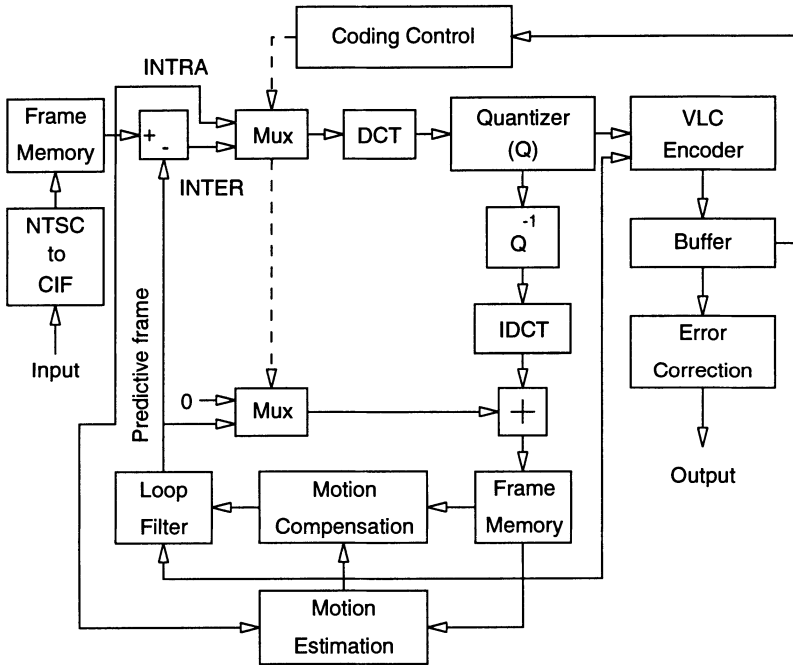 Coding Control
INTRA
Frame
Memory
+
-
Mux
DCT
Quantizer
(Q)
VLC
Encoder
INTER
NTSC
to
CIF
Q-1
Buffer
Input
Predictive frame
IDCT
Error
Correction
0
Mux
+
Output
Loop
Filter
Motion
Compensation
Frame
Memory
Motion
Estimation